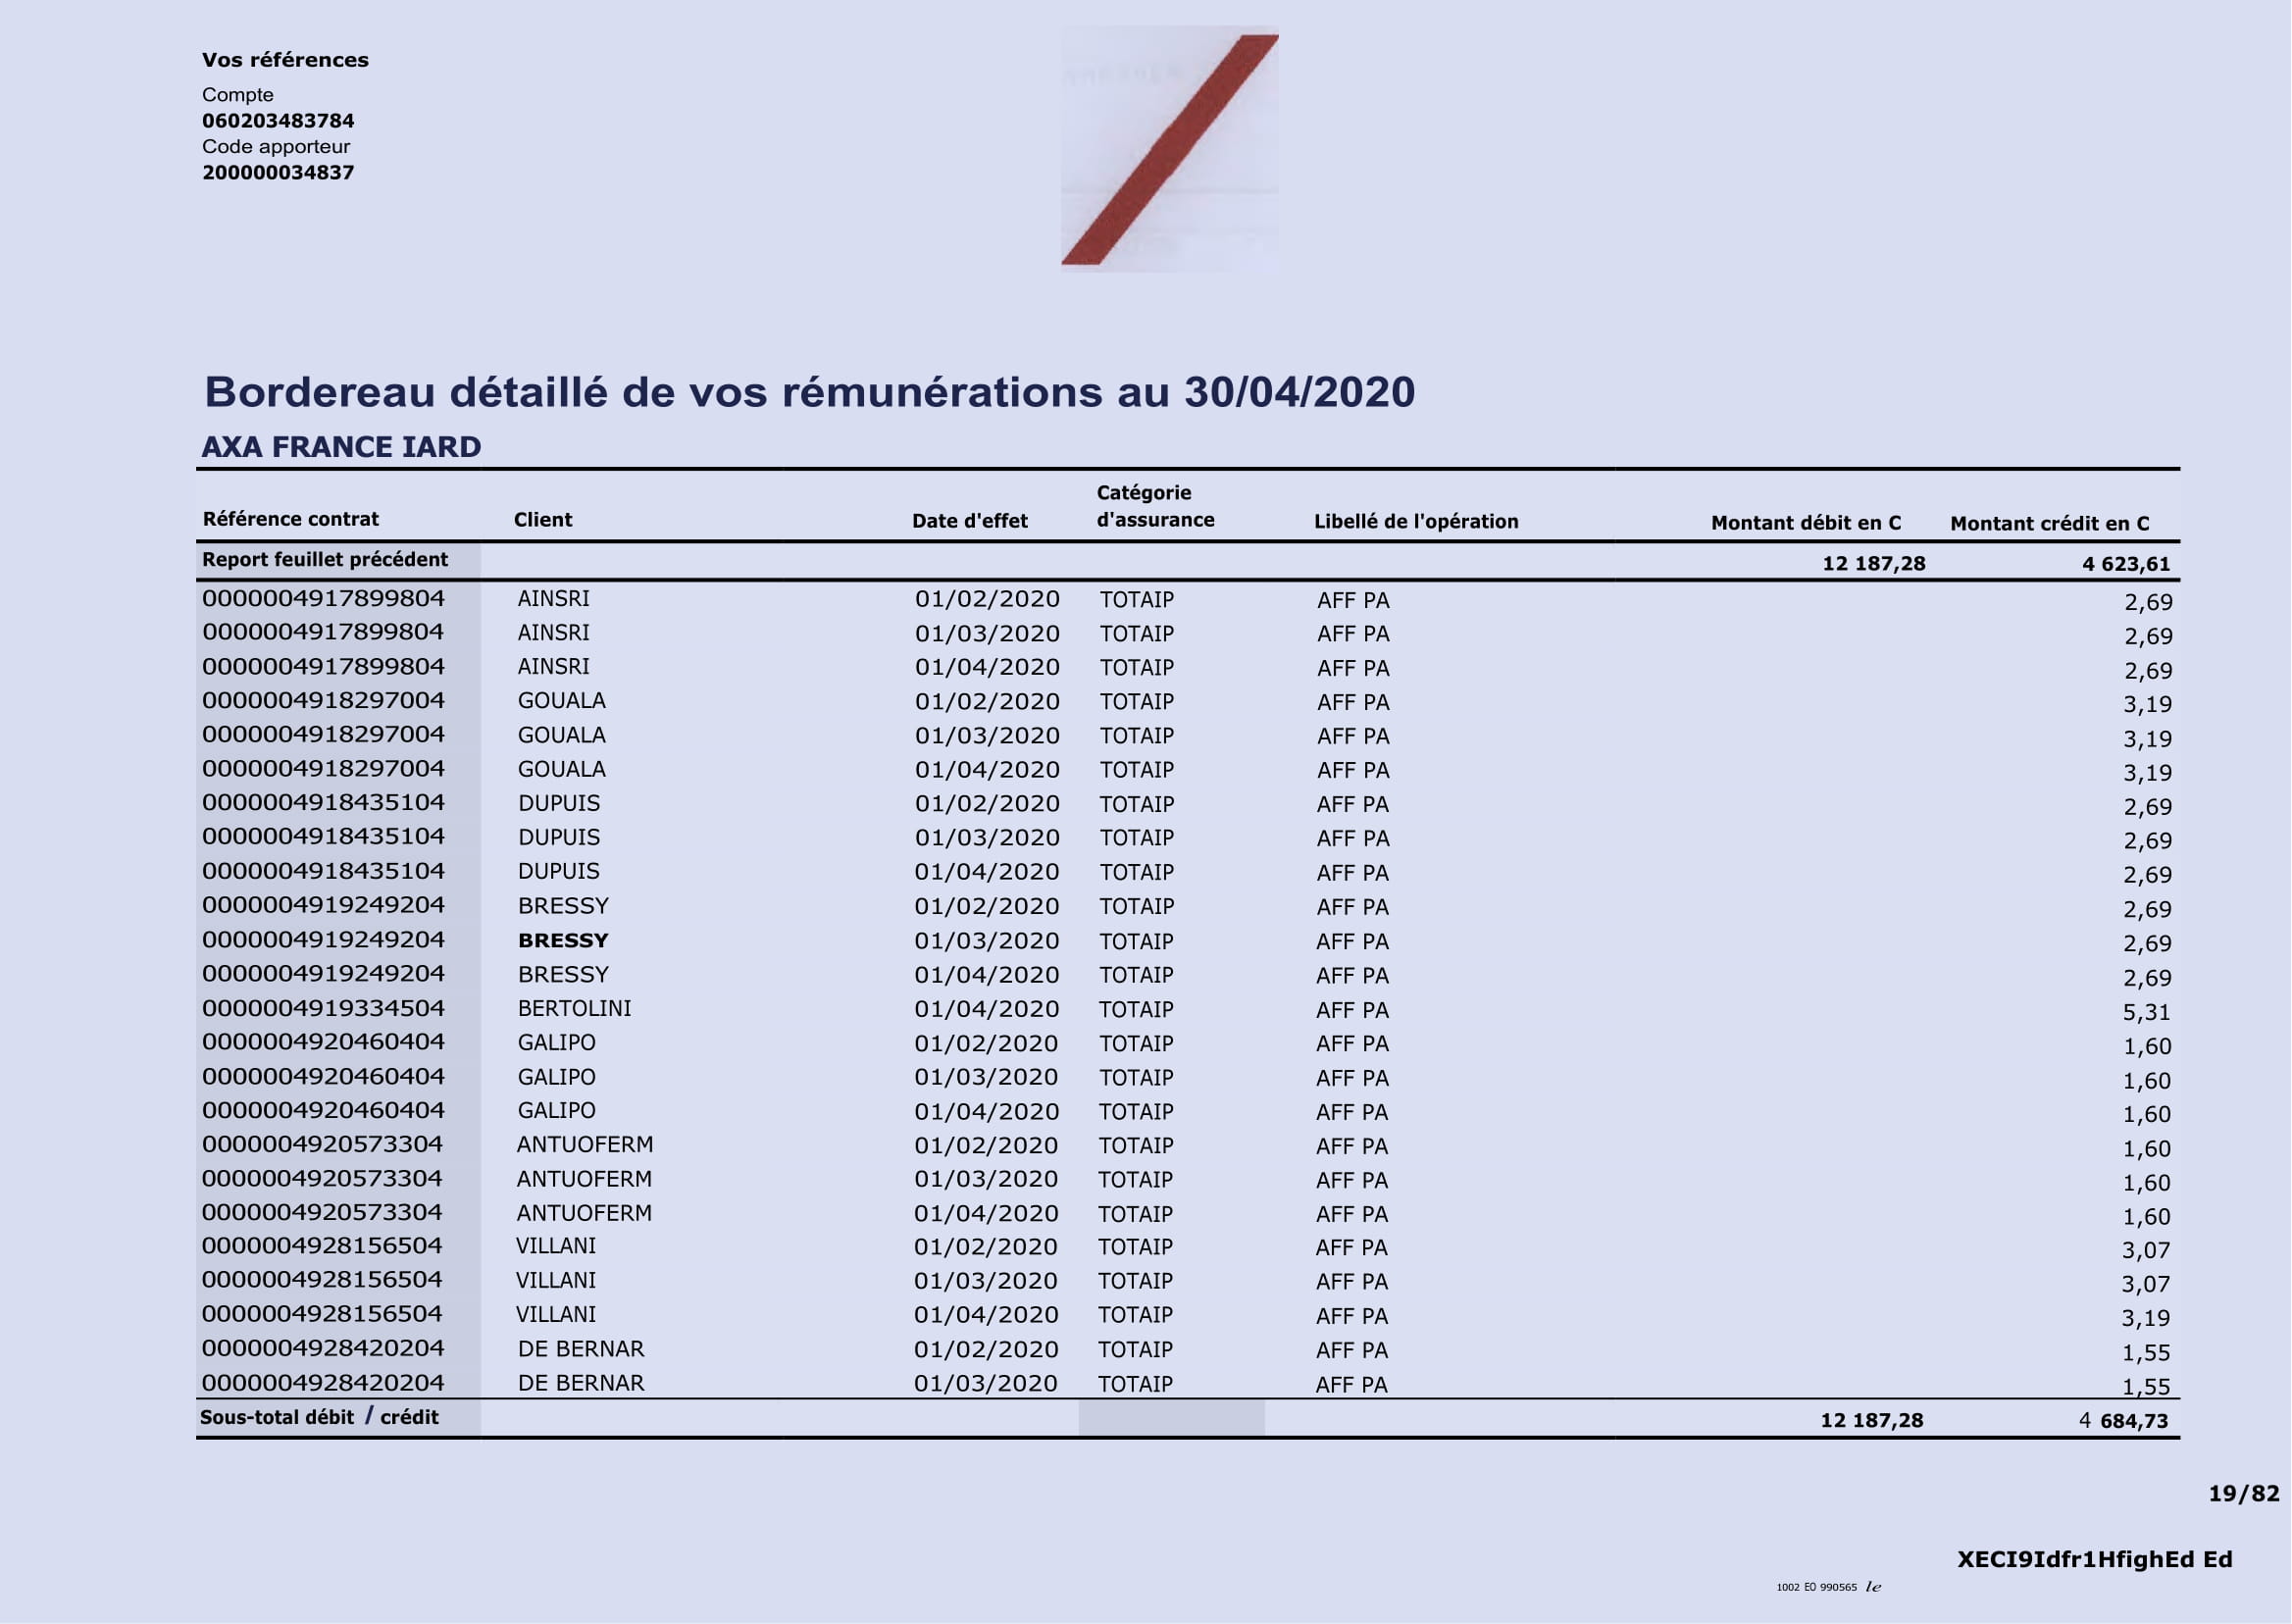 Vos références
Compte
060203483784
Code apporteur
200000034837
Bordereau détaillé de vos rémunérations au 30/04/2020
AXA FRANCE IARD
Référence contrat Client Date d'effet Catégorie d'assurance Libellé de l'opération Montant débit en C Montant crédit en C
Report feuillet précédent 12 187,28 4 623,61
0000004917899804 AINSRI 01/02/2020 TOTAIP AFF PA 2,69
0000004917899804 AINSRI 01/03/2020 TOTAIP AFF PA 2,69
0000004917899804 AINSRI 01/04/2020 TOTAIP AFF PA 2,69
0000004918297004 GOUALA 01/02/2020 TOTAIP AFF PA 3,19
0000004918297004 GOUALA 01/03/2020 TOTAIP AFF PA 3,19
0000004918297004 GOUALA 01/04/2020 TOTAIP AFF PA 3,19
0000004918435104 DUPUIS 01/02/2020 TOTAIP AFF PA 2,69
0000004918435104 DUPUIS 01/03/2020 TOTAIP AFF PA 2,69
0000004918435104 DUPUIS 01/04/2020 TOTAIP AFF PA 2,69
0000004919249204 BRESSY 01/02/2020 TOTAIP AFF PA 2,69
0000004919249204 BRESSY 01/03/2020 TOTAIP AFF PA 2,69
0000004919249204 BRESSY 01/04/2020 TOTAIP AFF PA 2,69
0000004919334504 BERTOLINI 01/04/2020 TOTAIP AFF PA 5,31
0000004920460404 GALIPO 01/02/2020 TOTAIP AFF PA 1,60
0000004920460404 GALIPO 01/03/2020 TOTAIP AFF PA 1,60
0000004920460404 GALIPO 01/04/2020 TOTAIP AFF PA 1,60
0000004920573304 ANTUOFERM 01/02/2020 TOTAIP AFF PA 1,60
0000004920573304 ANTUOFERM 01/03/2020 TOTAIP AFF PA 1,60
0000004920573304 ANTUOFERM 01/04/2020 TOTAIP AFF PA 1,60
0000004928156504 VILLANI 01/02/2020 TOTAIP AFF PA 3,07
0000004928156504 VILLANI 01/03/2020 TOTAIP AFF PA 3,07
0000004928156504 VILLANI 01/04/2020 TOTAIP AFF PA 3,19
0000004928420204 DE BERNAR 01/02/2020 TOTAIP AFF PA 1,55
0000004928420204 DE BERNAR 01/03/2020 TOTAIP AFF PA 1,55
Sous-total débit / crédit 12 187,28 4 684,73
19/82
XECI9Idfr1HfighEd Ed
1002 E0 990565 le